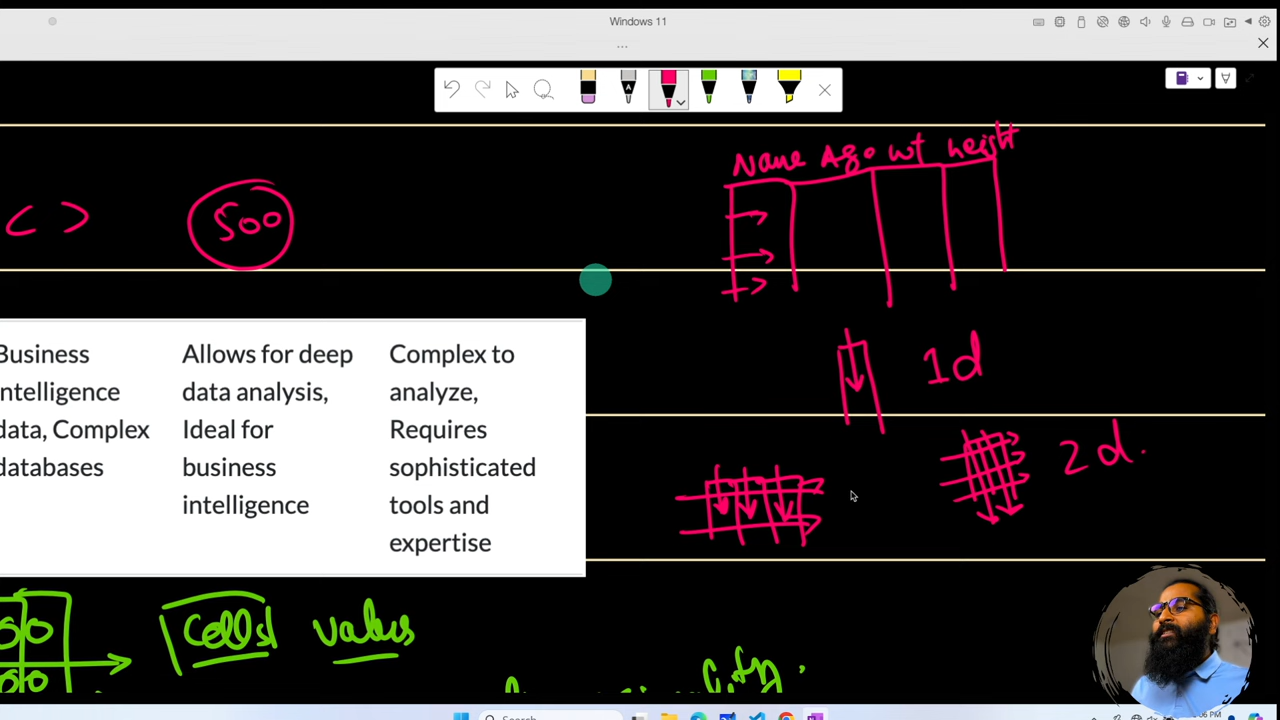 Windows 11
Name Age wt height
< > 500
1d
2d.
Business
intelligence
data, Complex
databases
Allows for deep
data analysis,
Ideal for
business
intelligence
Complex to
analyze,
Requires
sophisticated
tools and
expertise
Cells values
Search